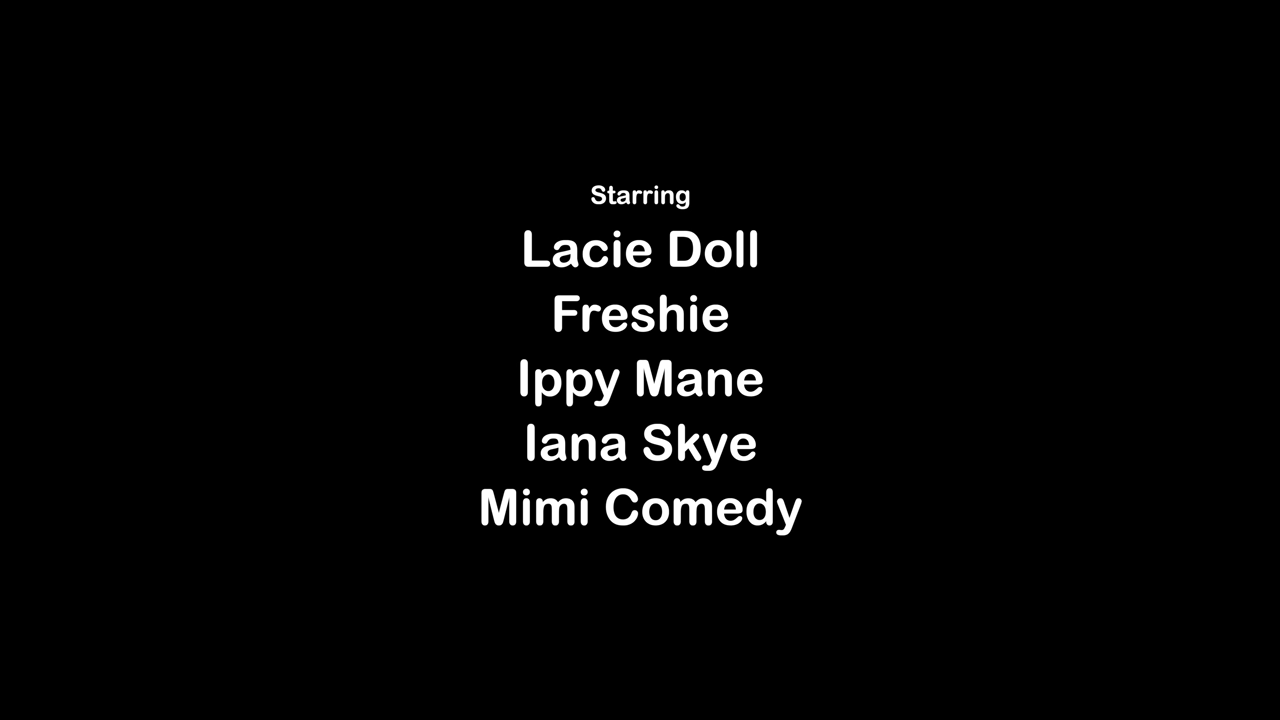 Starring
Lacie Doll
Freshie
Ippy Mane
Iana Skye
Mimi Comedy